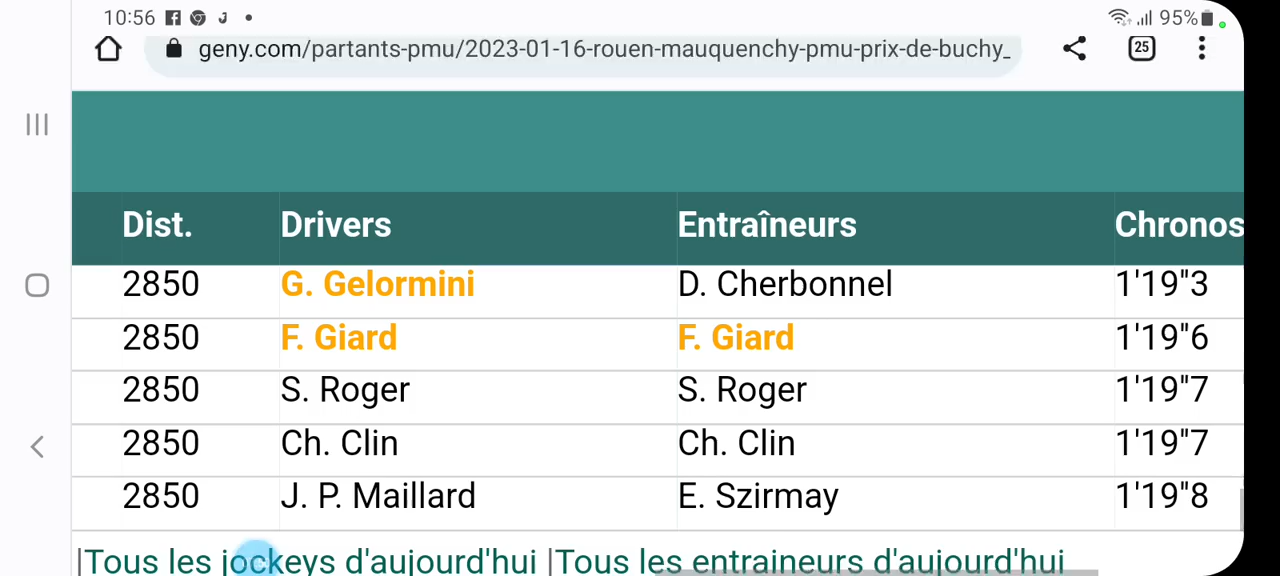 10:56 95%
geny.com/partants-pmu/2023-01-16-rouen-mauquenchy-pmu-prix-de-buchy_ 25
Dist. Drivers Entraîneurs Chronos
2850 G. Gelormini D. Cherbonnel 1'19"3
2850 F. Giard F. Giard 1'19"6
2850 S. Roger S. Roger 1'19"7
2850 Ch. Clin Ch. Clin 1'19"7
2850 J. P. Maillard E. Szirmay 1'19"8
|Tous les jockeys d'aujourd'hui |Tous les entraineurs d'aujourd'hui